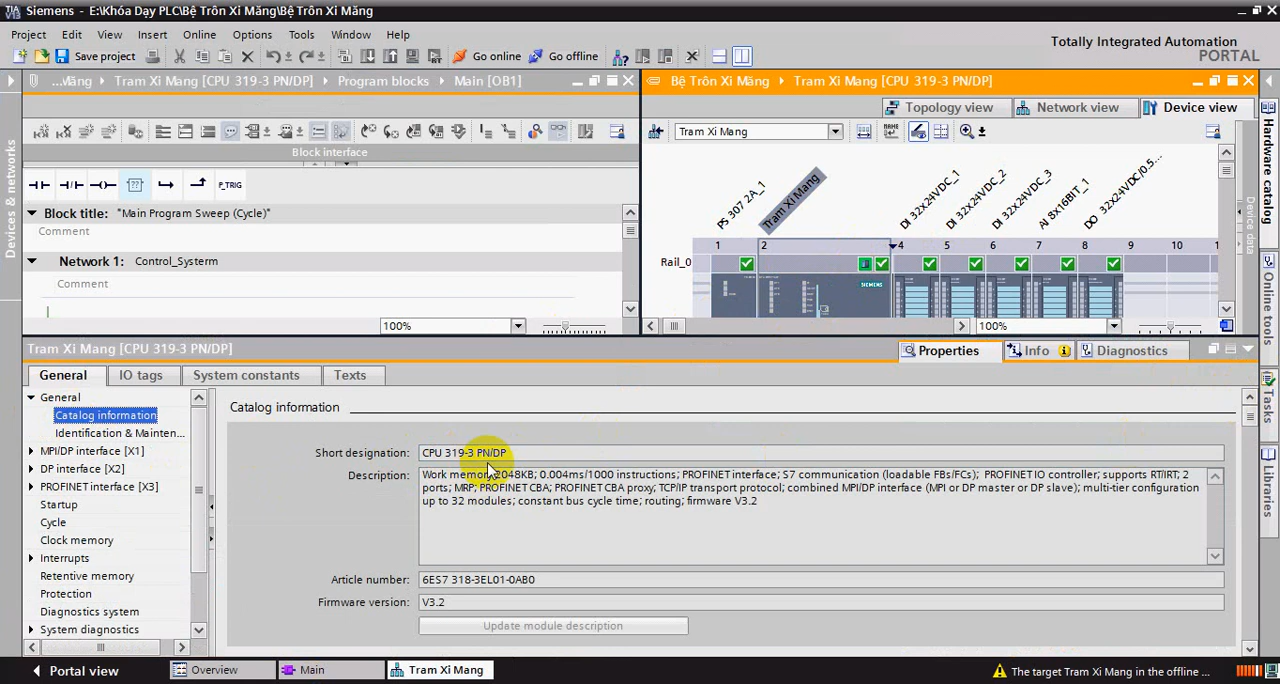 TIA
V13
Siemens - E:\Khóa Dạy PLC\Bệ Trôn Xi Măng\Bệ Trôn Xi Măng
Project Edit View Insert Online Options Tools Window Help
Totally Integrated Automation
PORTAL
Save project
Go online
Go offline
...Măng
Tram Xi Mang [CPU 319-3 PN/DP]
Program blocks
Main [OB1]
Bệ Trôn Xi Măng
Tram Xi Mang [CPU 319-3 PN/DP]
Topology view
Network view
Device view
Tram Xi Mang
Block interface
P_TRIG
Block title: "Main Program Sweep (Cycle)"
Comment
Network 1: Control_Systerm
Comment
100%
PS 307 2A_1
Tram Xi Mang
DI 32x24VDC_1
DI 32x24VDC_2
DI 32x24VDC_3
AI 8x16BIT_1
DO 32x24VDC/0.5...
1 2 4 5 6 7 8 9 10
Rail_0
SIEMENS
100%
Devices & networks
Device data
Hardware catalog
Online tools
Tasks
Libraries
Tram Xi Mang [CPU 319-3 PN/DP]
Properties
Info
Diagnostics
General
IO tags
System constants
Texts
General
Catalog information
Identification & Mainten...
MPI/DP interface [X1]
DP interface [X2]
PROFINET interface [X3]
Startup
Cycle
Clock memory
Interrupts
Retentive memory
Protection
Diagnostics system
System diagnostics
Catalog information
Short designation: CPU 319-3 PN/DP
Description: Work memory 2048KB; 0.004ms/1000 instructions; PROFINET interface; S7 communication (loadable FBs/FCs); PROFINET IO controller; supports RT/IRT; 2
ports; MRP; PROFINET CBA; PROFINET CBA proxy; TCP/IP transport protocol; combined MPI/DP interface (MPI or DP master or DP slave); multi-tier configuration
up to 32 modules; constant bus cycle time; routing; firmware V3.2
Article number: 6ES7 318-3EL01-0AB0
Firmware version: V3.2
Update module description
Portal view
Overview
Main
Tram Xi Mang
The target Tram Xi Mang in the offline ...